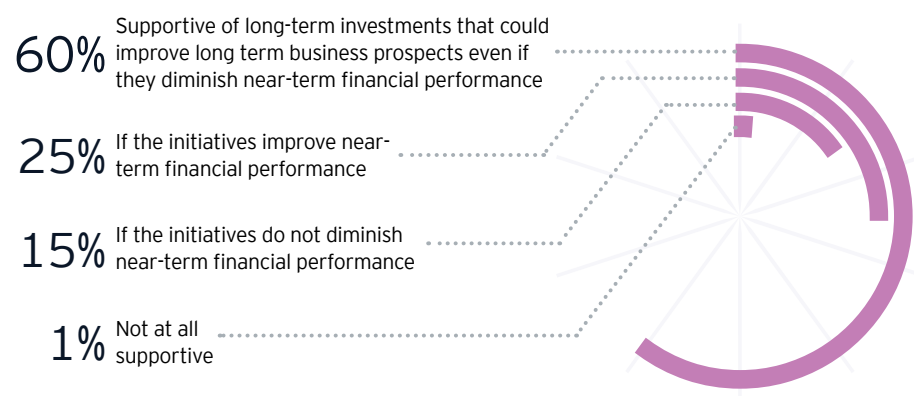 60%
Supportive of long-term investments that could
improve long term business prospects even if
they diminish near-term financial performance
25%
If the initiatives improve near-
term financial performance
15%
If the initiatives do not diminish
near-term financial performance
1%
Not at all
supportive